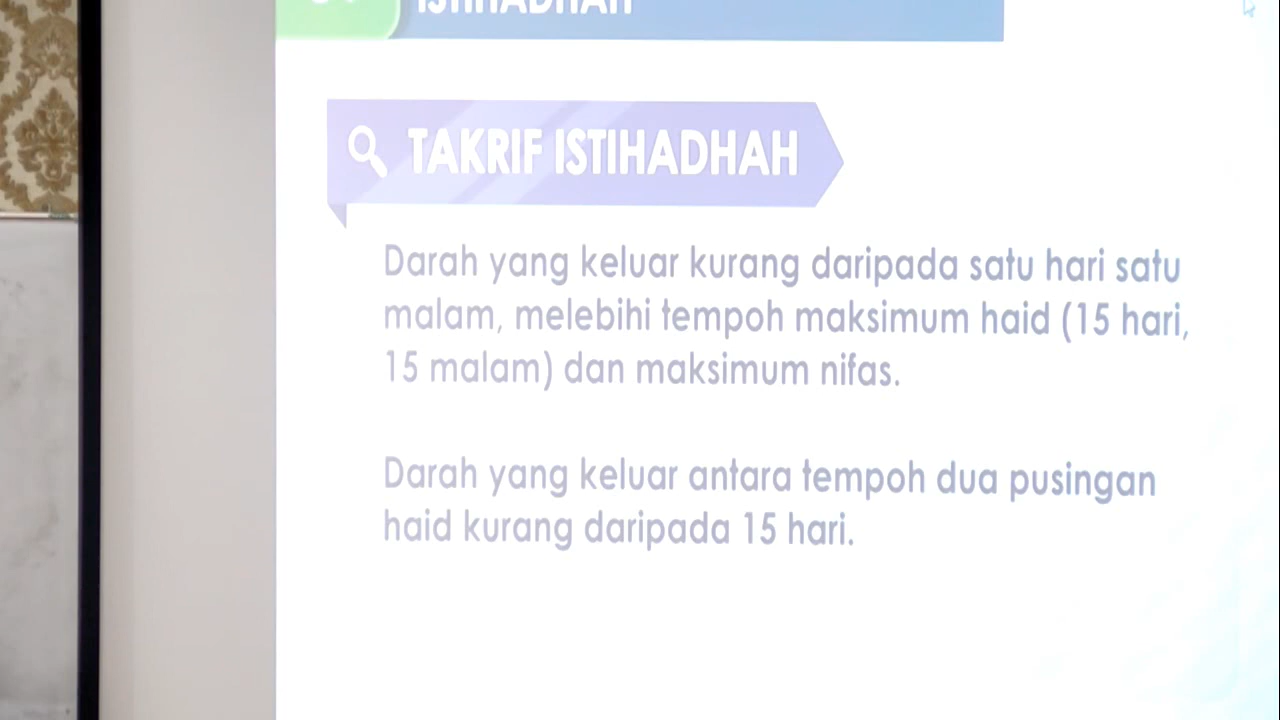 ISTIHADHAH
TAKRIF ISTIHADHAH
Darah yang keluar kurang daripada satu hari satu
malam, melebihi tempoh maksimum haid (15 hari,
15 malam) dan maksimum nifas.
Darah yang keluar antara tempoh dua pusingan
haid kurang daripada 15 hari.